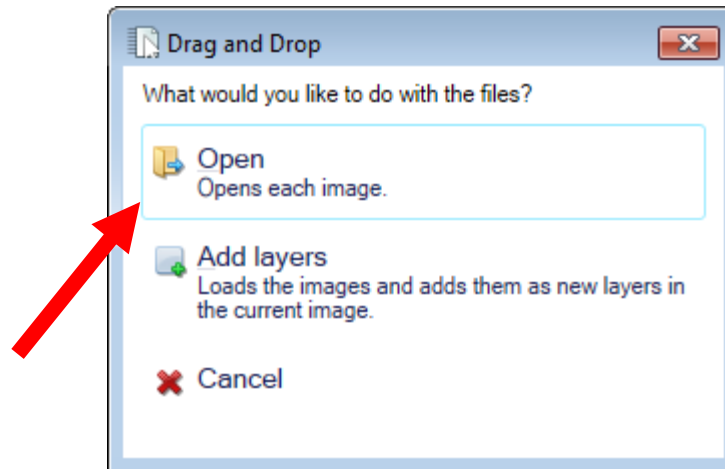 Drag and Drop
What would you like to do with the files?
Open
Opens each image.
Add layers
Loads the images and adds them as new layers in
the current image.
Cancel